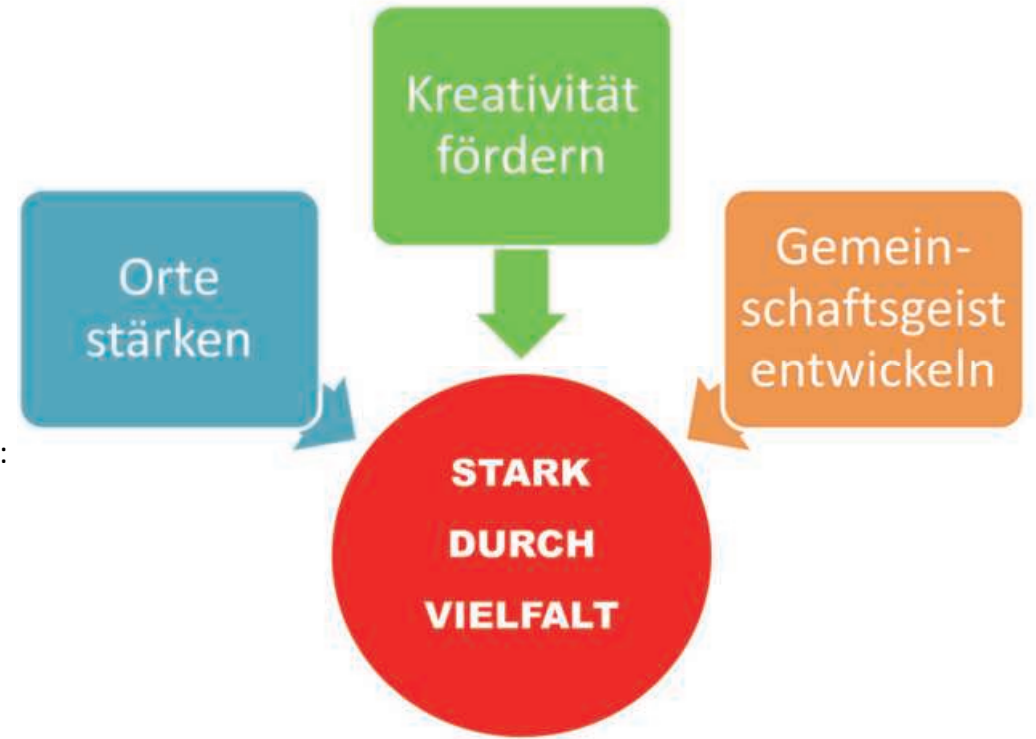 Kreativität
fördern
Orte
stärken
Gemein-
schaftsgeist
entwickeln
:
STARK
DURCH
VIELFALT